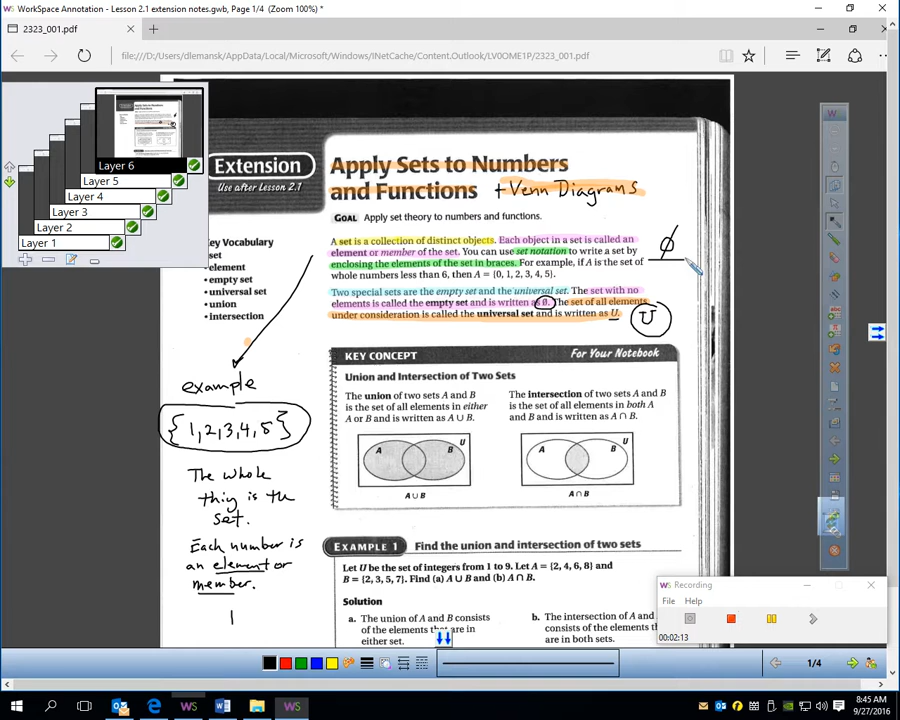 WorkSpace Annotation - Lesson 2.1 extension notes.gwb, Page 1/4 (Zoom 100%) *
2323_001.pdf
file:///D:/Users/dlemansk/AppData/Local/Microsoft/Windows/INetCache/Content.Outlook/LV0OME1P/2323_001.pdf
Layer 6
Layer 5
Layer 4
Layer 3
Layer 2
Layer 1
Extension
Use after Lesson 2.1
Apply Sets to Numbers
and Functions + Venn Diagrams
GOAL Apply set theory to numbers and functions.
Key Vocabulary
• set
• element
• empty set
• universal set
• union
• intersection
A set is a collection of distinct objects. Each object in a set is called an
element or member of the set. You can use set notation to write a set by
enclosing the elements of the set in braces. For example, if A is the set of
whole numbers less than 6, then A = {0, 1, 2, 3, 4, 5}.
Two special sets are the empty set and the universal set. The set with no
elements is called the empty set and is written as ∅. The set of all elements
under consideration is called the universal set and is written as U.
ϕ
U
example
{1,2,3,4,5}
The whole
thing is the
set.
Each number is
an element or
member.
1
KEY CONCEPT For Your Notebook
Union and Intersection of Two Sets
The union of two sets A and B
is the set of all elements in either
A or B and is written as A ∪ B.
The intersection of two sets A and B
is the set of all elements in both A
and B and is written as A ∩ B.
A B U
A ∪ B
A B U
A ∩ B
EXAMPLE 1 Find the union and intersection of two sets
Let U be the set of integers from 1 to 9. Let A = {2, 4, 6, 8} and
B = {2, 3, 5, 7}. Find (a) A ∪ B and (b) A ∩ B.
Solution
a. The union of A and B consists
of the elements that are in
either set.
b. The intersection of A and
consists of the elements t
are in both sets.
Recording
File Help
00:02:13
1/4
8:45 AM
9/27/2016